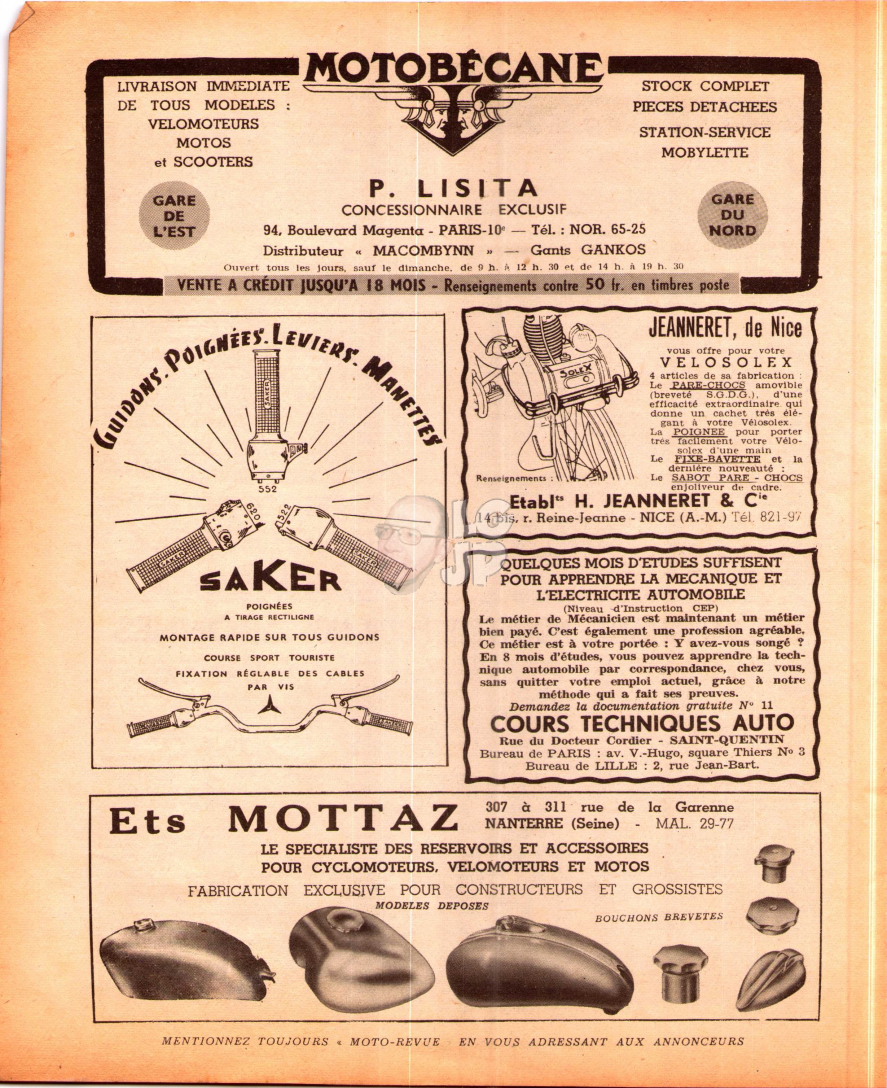 MOTOBÉCANE
LIVRAISON IMMEDIATE
DE TOUS MODELES :
VELOMOTEURS
MOTOS
et SCOOTERS
STOCK COMPLET
PIECES DETACHEES
STATION-SERVICE
MOBYLETTE
GARE
DE
L'EST
P. LISITA
CONCESSIONNAIRE EXCLUSIF
94, Boulevard Magenta - PARIS-10e — Tél. : NOR. 65-25
Distributeur « MACOMBYNN » — Gants GANKOS
Ouvert tous les jours, sauf le dimanche, de 9 h. à 12 h. 30 et de 14 h. à 19 h. 30
GARE
DU
NORD
VENTE A CRÉDIT JUSQU'A 18 MOIS - Renseignements contre 50 fr. en timbres poste
GUIDONS. POIGNÉES. LEVIERS. MANETTES
SAKER
552
620
522
SAKER
SAKER
SAKER
POIGNÉES
A TIRAGE RECTILIGNE
MONTAGE RAPIDE SUR TOUS GUIDONS
COURSE SPORT TOURISTE
FIXATION RÉGLABLE DES CABLES
PAR VIS
SOLEX
JEANNERET, de Nice
vous offre pour votre
VELOSOLEX
4 articles de sa fabrication :
Le PARE-CHOCS amovible
(breveté S.G.D.G.), d'une
efficacité extraordinaire qui
donne un cachet très élé-
gant à votre Vélosolex.
La POIGNEE pour porter
très facilement votre Vélo-
solex d'une main
Le FIXE-BAVETTE et la
dernière nouveauté :
Le SABOT PARE - CHOCS
enjoliveur de cadre.
Renseignements :
Etablts H. JEANNERET & Cie
14 bis, r. Reine-Jeanne - NICE (A.-M.) Tél. 821-97
LO
JP
QUELQUES MOIS D'ETUDES SUFFISENT
POUR APPRENDRE LA MECANIQUE ET
L'ELECTRICITE AUTOMOBILE
(Niveau d'Instruction CEP)
Le métier de Mécanicien est maintenant un métier
bien payé. C'est également une profession agréable.
Ce métier est à votre portée : Y avez-vous songé ?
En 8 mois d'études, vous pouvez apprendre la tech-
nique automobile par correspondance, chez vous,
sans quitter votre emploi actuel, grâce à notre
méthode qui a fait ses preuves.
Demandez la documentation gratuite N° 11
COURS TECHNIQUES AUTO
Rue du Docteur Cordier - SAINT-QUENTIN
Bureau de PARIS : av. V.-Hugo, square Thiers N° 3
Bureau de LILLE : 2, rue Jean-Bart.
Ets MOTTAZ
307 à 311 rue de la Garenne
NANTERRE (Seine) - MAL. 29-77
LE SPECIALISTE DES RESERVOIRS ET ACCESSOIRES
POUR CYCLOMOTEURS, VELOMOTEURS ET MOTOS
FABRICATION EXCLUSIVE POUR CONSTRUCTEURS ET GROSSISTES
MODELES DEPOSES
BOUCHONS BREVETES
MENTIONNEZ TOUJOURS « MOTO-REVUE EN VOUS ADRESSANT AUX ANNONCEURS